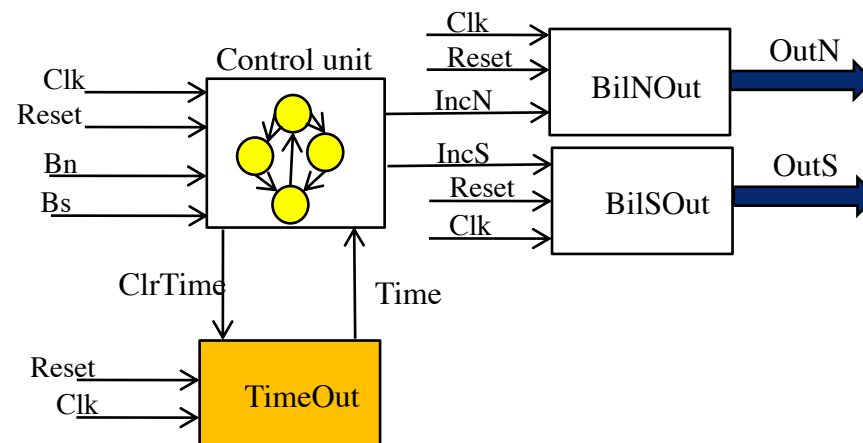 Control unit
Clk
Reset
Bn
Bs
IncN
IncS
Clk
Reset
BilNOut
OutN
BilSOut
OutS
Reset
Clk
ClrTime
Time
Reset
Clk
TimeOut